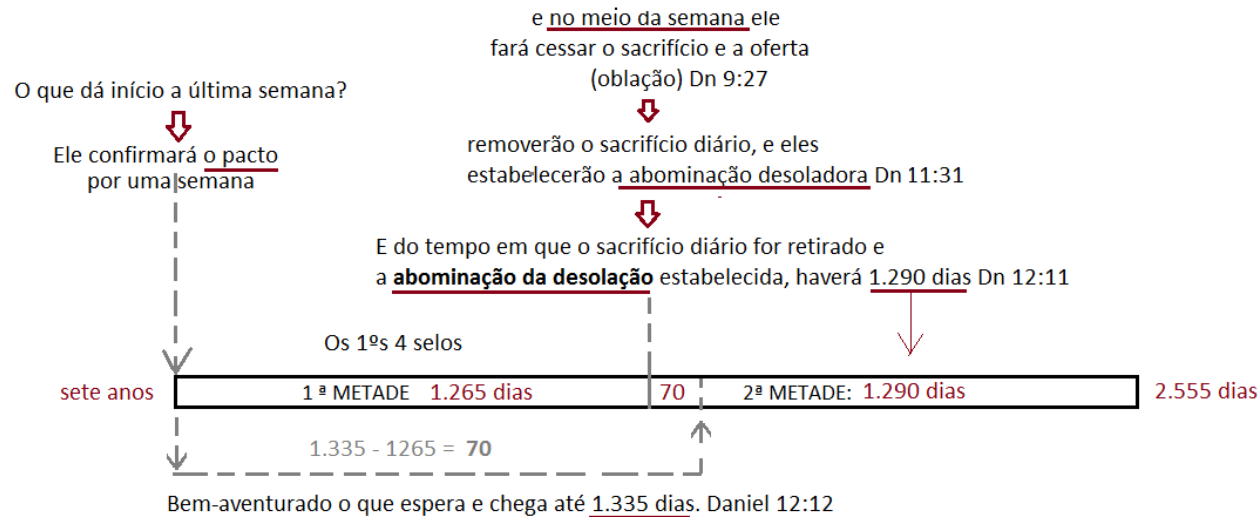 e no meio da semana ele
fará cessar o sacrifício e a oferta
(oblação) Dn 9:27
O que dá início a última semana?
Ele confirmará o pacto
por uma semana
removerão o sacrifício diário, e eles
estabelecerão a abominação desoladora Dn 11:31
E do tempo em que o sacrifício diário for retirado e
a abominação da desolação estabelecida, haverá 1.290 dias Dn 12:11
Os 1ºs 4 selos
sete anos 1 ª METADE 1.265 dias 70 2ª METADE: 1.290 dias 2.555 dias
1.335 - 1265 = 70
Bem-aventurado o que espera e chega até 1.335 dias. Daniel 12:12